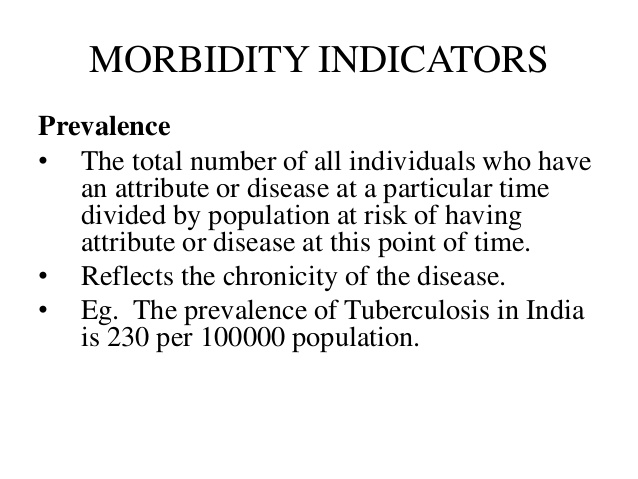 MORBIDITY INDICATORS
Prevalence
• The total number of all individuals who have
an attribute or disease at a particular time
divided by population at risk of having
attribute or disease at this point of time.
• Reflects the chronicity of the disease.
• Eg. The prevalence of Tuberculosis in India
is 230 per 100000 population.